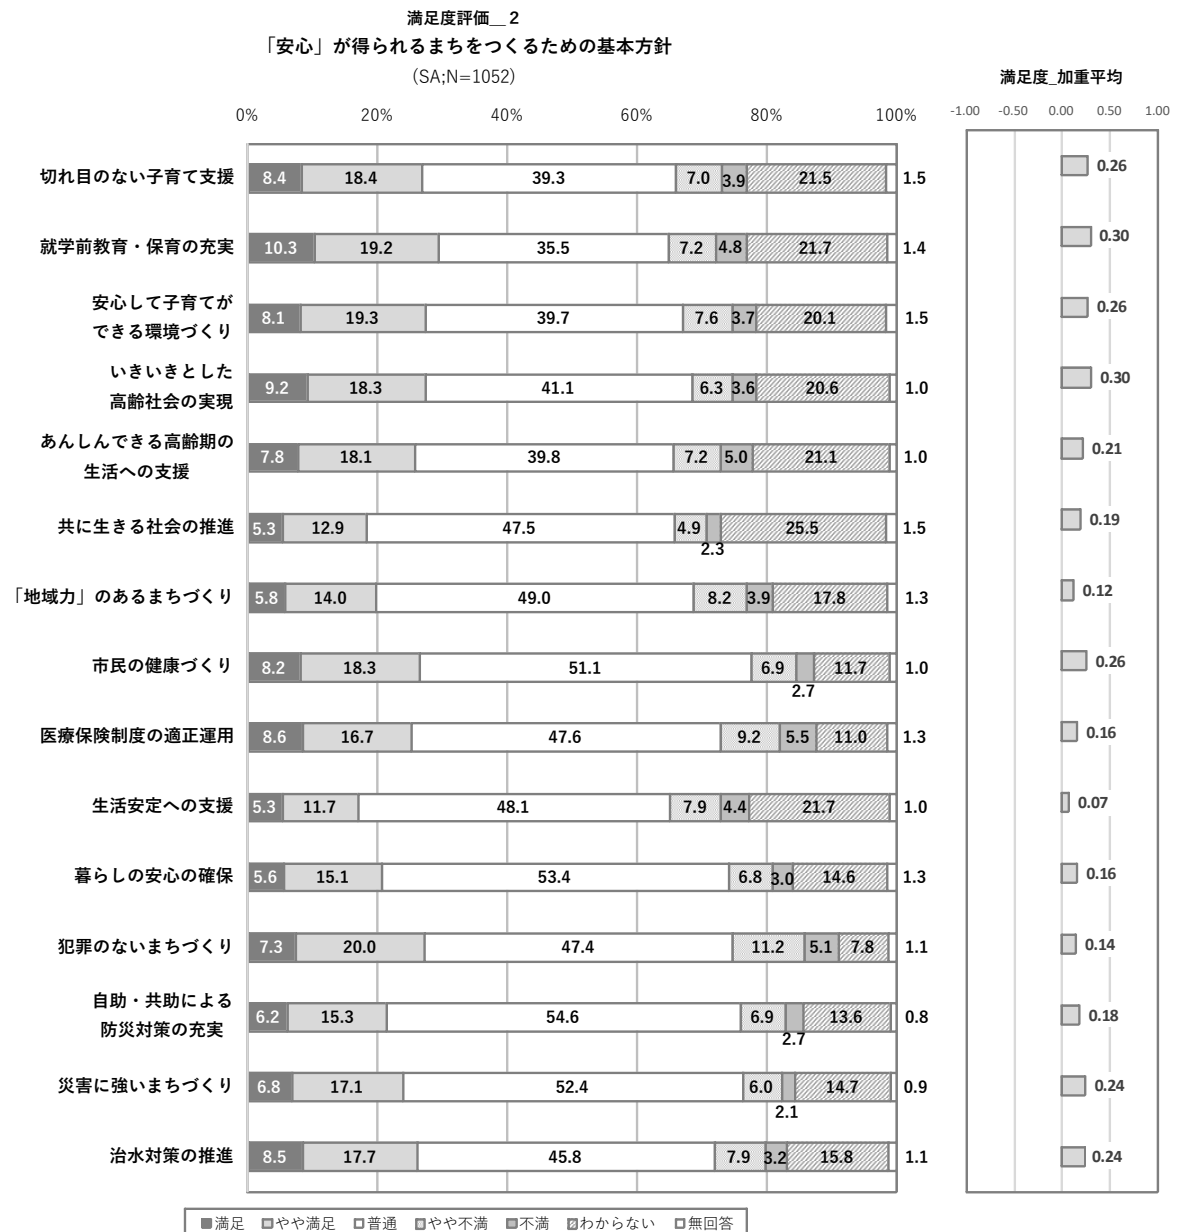 満足度評価__2
「安心」が得られるまちをつくるための基本方針
(SA;N=1052)
満足度_加重平均
0% 20% 40% 60% 80% 100%
-1.00 -0.50 0.00 0.50 1.00
切れ目のない子育て支援 8.4 18.4 39.3 7.0 3.9 21.5 1.5 0.26
就学前教育・保育の充実 10.3 19.2 35.5 7.2 4.8 21.7 1.4 0.30
安心して子育てが
できる環境づくり 8.1 19.3 39.7 7.6 3.7 20.1 1.5 0.26
いきいきとした
高齢社会の実現 9.2 18.3 41.1 6.3 3.6 20.6 1.0 0.30
あんしんできる高齢期の
生活への支援 7.8 18.1 39.8 7.2 5.0 21.1 1.0 0.21
共に生きる社会の推進 5.3 12.9 47.5 4.9 2.3 25.5 1.5 0.19
「地域力」のあるまちづくり 5.8 14.0 49.0 8.2 3.9 17.8 1.3 0.12
市民の健康づくり 8.2 18.3 51.1 6.9 2.7 11.7 1.0 0.26
医療保険制度の適正運用 8.6 16.7 47.6 9.2 5.5 11.0 1.3 0.16
生活安定への支援 5.3 11.7 48.1 7.9 4.4 21.7 1.0 0.07
暮らしの安心の確保 5.6 15.1 53.4 6.8 3.0 14.6 1.3 0.16
犯罪のないまちづくり 7.3 20.0 47.4 11.2 5.1 7.8 1.1 0.14
自助・共助による
防災対策の充実 6.2 15.3 54.6 6.9 2.7 13.6 0.8 0.18
災害に強いまちづくり 6.8 17.1 52.4 6.0 2.1 14.7 0.9 0.24
治水対策の推進 8.5 17.7 45.8 7.9 3.2 15.8 1.1 0.24
満足 やや満足 普通 やや不満 不満 わからない 無回答